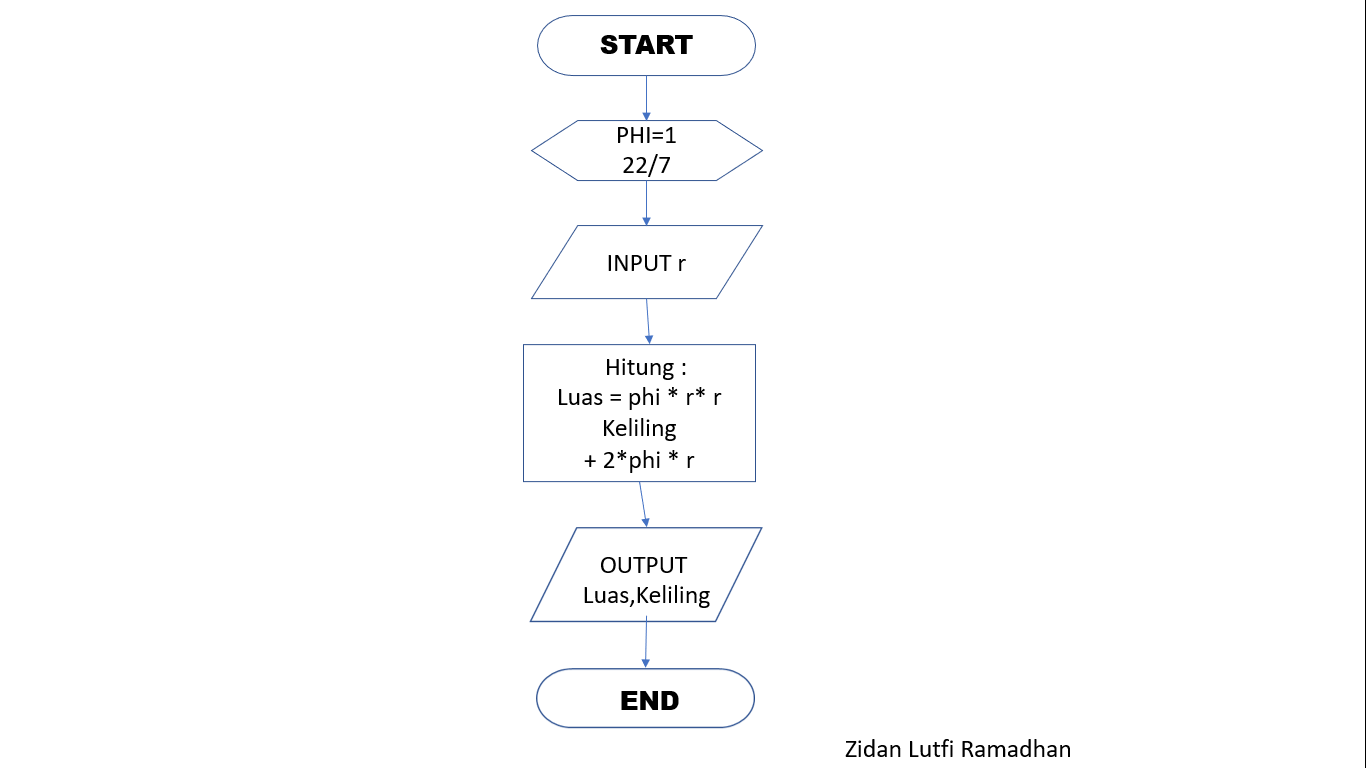 START
PHI=1
22/7
INPUT r
Hitung :
Luas = phi * r* r
Keliling
+ 2*phi * r
OUTPUT
Luas,Keliling
END
Zidan Lutfi Ramadhan